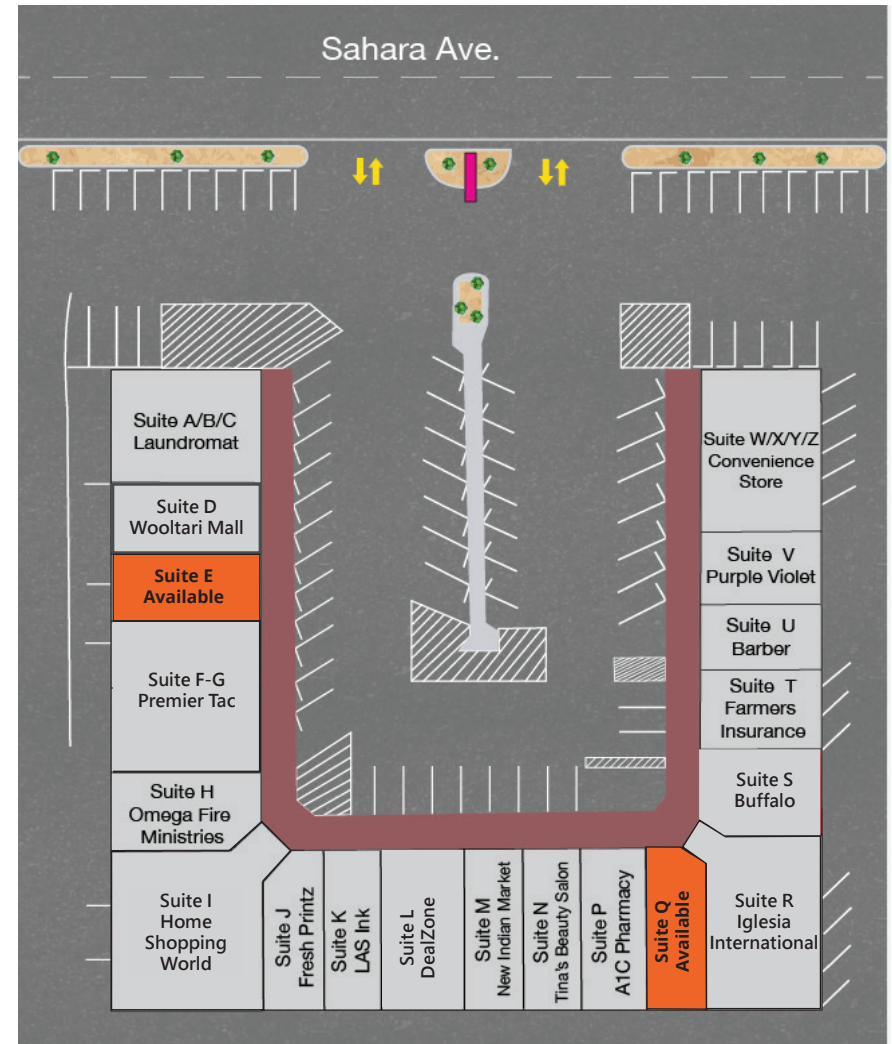 Sahara Ave.
Suite A/B/C
Laundromat
Suite D
Wooltari Mall
Suite E
Available
Suite F-G
Premier Tac
Suite H
Omega Fire
Ministries
Suite I
Home
Shopping
World
Suite J
Fresh Printz
Suite K
LAS Ink
Suite L
DealZone
Suite M
New Indian Market
Suite N
Tina's Beauty Salon
Suite P
A1C Pharmacy
Suite Q
Available
Suite R
Iglesia
International
Suite S
Buffalo
Suite T
Farmers
Insurance
Suite U
Barber
Suite V
Purple Violet
Suite W/X/Y/Z
Convenience
Store